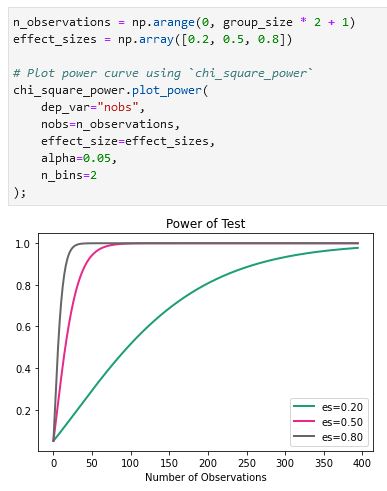 n_observations = np.arange(0, group_size * 2 + 1)
effect_sizes = np.array([0.2, 0.5, 0.8])
# Plot power curve using `chi_square_power`
chi_square_power.plot_power(
    dep_var="nobs",
    nobs=n_observations,
    effect_size=effect_sizes,
    alpha=0.05,
    n_bins=2
);
Power of Test
1.0
0.8
0.6
0.4
0.2
es=0.20
es=0.50
es=0.80
0 50 100 150 200 250 300 350 400
Number of Observations